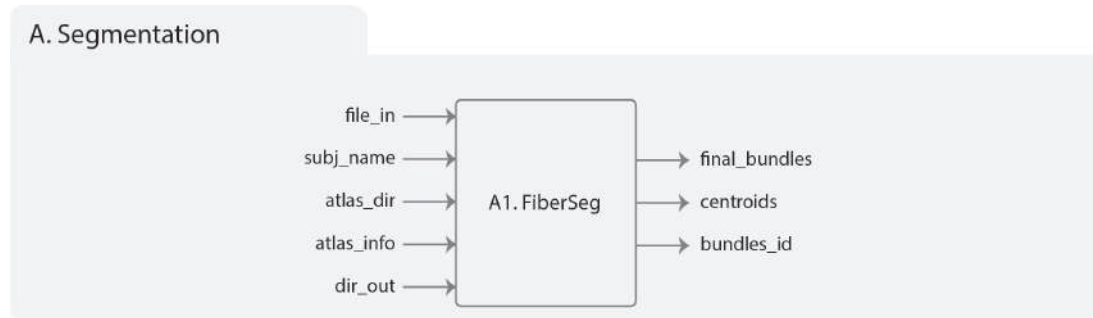 A. Segmentation
file_in
subj_name
atlas_dir
atlas_info
dir_out
A1. FiberSeg
final_bundles
centroids
bundles_id